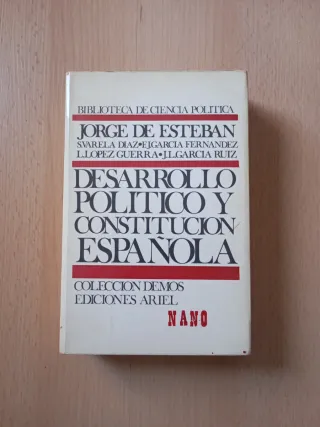 BIBLIOTECA DE CIENCIA POLITICA
JORGE DE ESTEBAN
S.VARELA DIAZ•F.J.GARCIA FERNANDEZ
L.LOPEZ GUERRA•J.L.GARCIA RUIZ
DESARROLLO
POLITICO Y
CONSTITUCION
ESPAÑOLA
COLECCION DEMOS
EDICIONES ARIEL
NANO